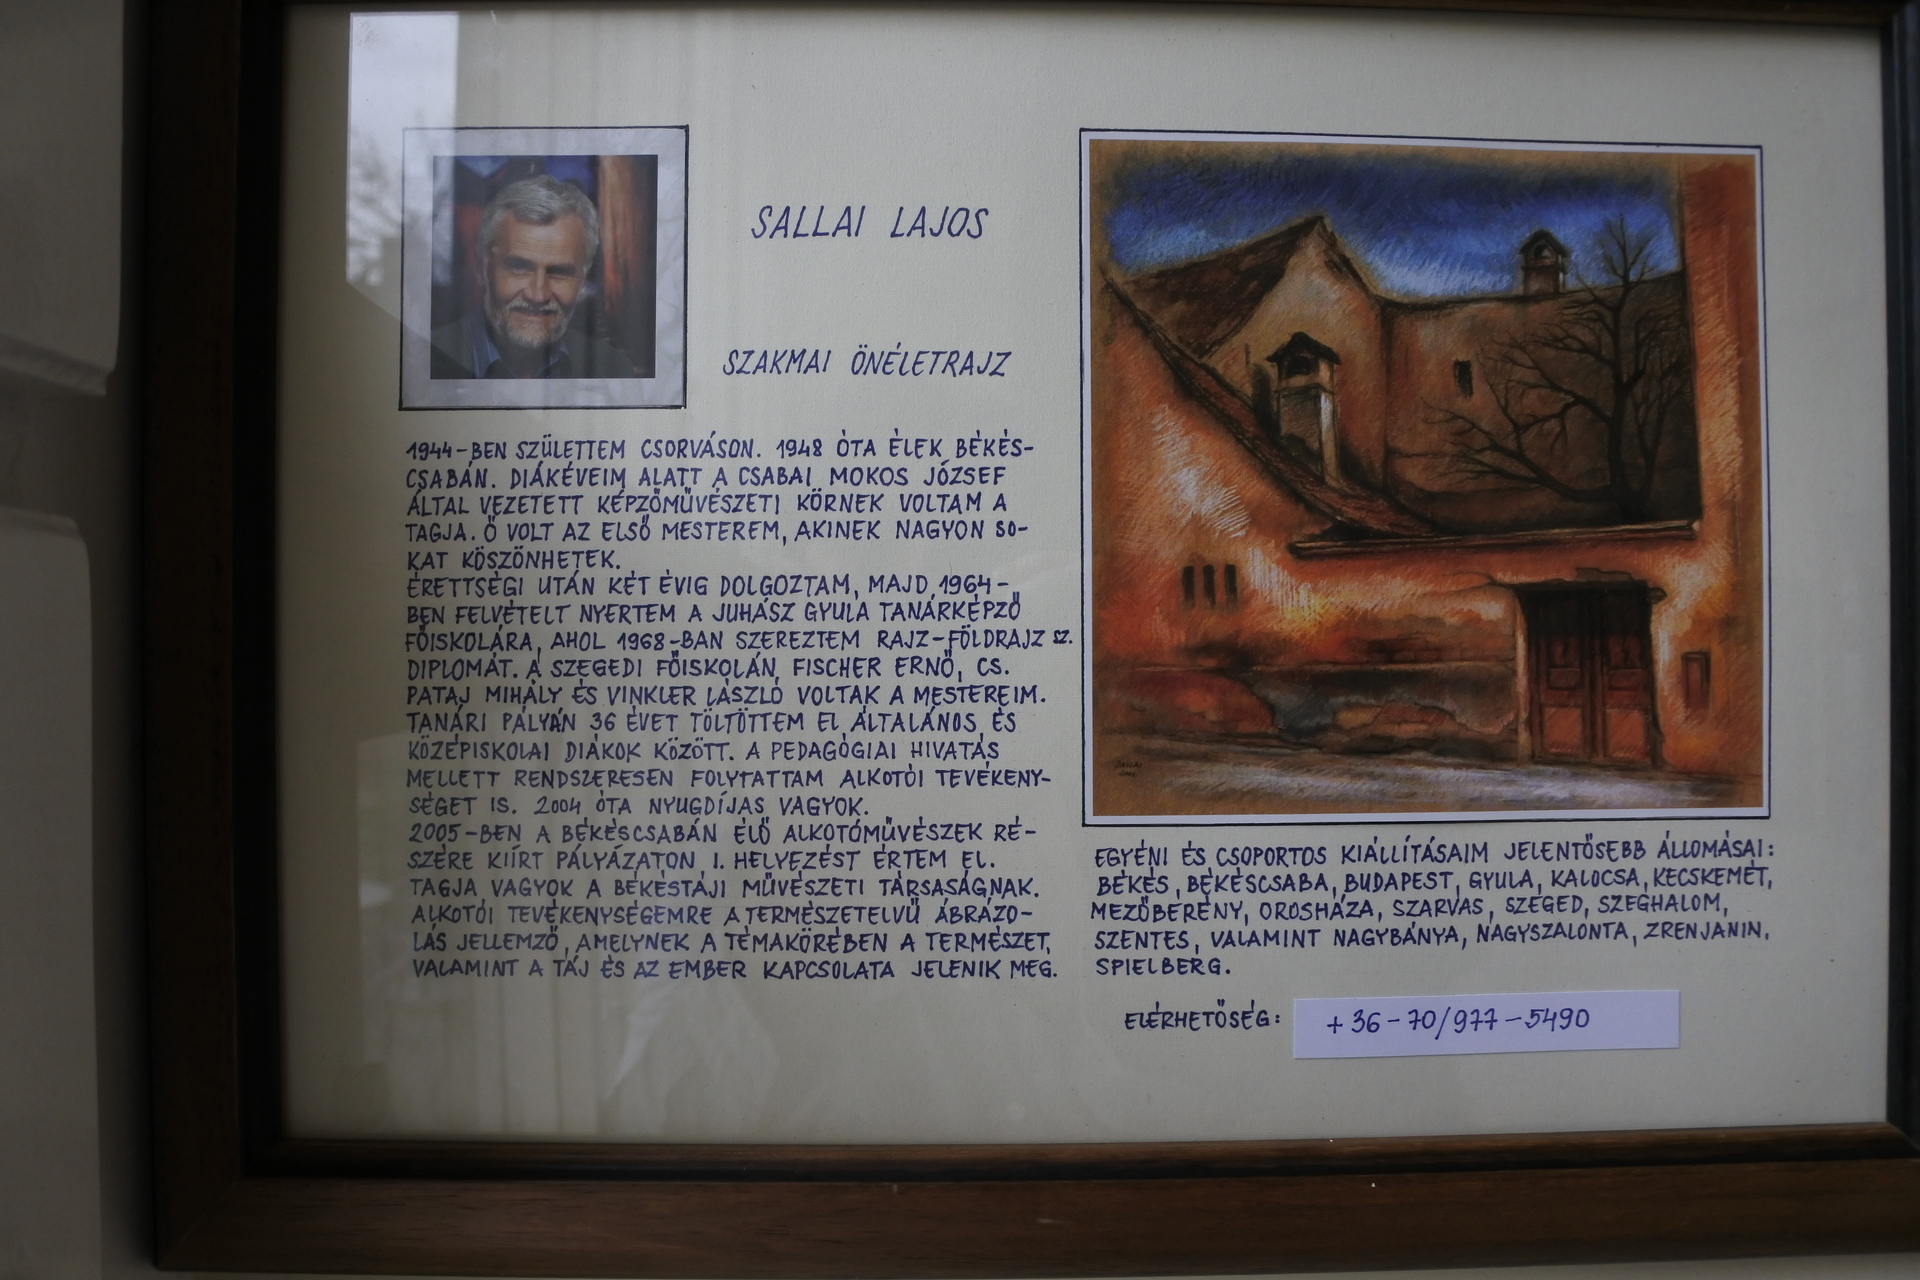 SALLAI LAJOS
SZAKMAI ÖNÉLETRAJZ
1944-BEN SZÜLETTEM CSORVÁSON. 1948 ÓTA ÉLEK BÉKÉS-
CSABÁN. DIÁKÉVEIM ALATT A CSABAI MOKOS JÓZSEF
ÁLTAL VEZETETT KÉPZŐMŰVÉSZETI KÖRNEK VOLTAM A
TAGJA. Ő VOLT AZ ELSŐ MESTEREM, AKINEK NAGYON SO-
KAT KÖSZÖNHETEK.
ÉRETTSÉGI UTÁN KÉT ÉVIG DOLGOZTAM, MAJD 1964-
BEN FELVÉTELT NYERTEM A JUHÁSZ GYULA TANÁRKÉPZŐ
FŐISKOLÁRA, AHOL 1968-BAN SZEREZTEM RAJZ-FÖLDRAJZ SZ.
DIPLOMÁT. A SZEGEDI FŐISKOLÁN FISCHER ERNŐ, CS.
PATAJ MIHÁLY ÉS VINKLER LÁSZLÓ VOLTAK A MESTEREIM.
TANÁRI PÁLYÁN 36 ÉVET TÖLTÖTTEM EL ÁLTALÁNOS ÉS
KÖZÉPISKOLAI DIÁKOK KÖZÖTT. A PEDAGÓGIAI HIVATÁS
MELLETT RENDSZERESEN FOLYTATTAM ALKOTÓI TEVÉKENY-
SÉGET IS. 2004 ÓTA NYUGDÍJAS VAGYOK.
2005-BEN A BÉKÉSCSABÁN ÉLŐ ALKOTÓMŰVÉSZEK RÉ-
SZÉRE KIÍRT PÁLYÁZATON I. HELYEZÉST ÉRTEM EL.
TAGJA VAGYOK A BÉKÉSTÁJI MŰVÉSZETI TÁRSASÁGNAK.
ALKOTÓI TEVÉKENYSÉGEMRE A TERMÉSZETELVŰ ÁBRÁZO-
LÁS JELLEMZŐ, AMELYNEK A TÉMAKÖRÉBEN A TERMÉSZET,
VALAMINT A TÁJ ÉS AZ EMBER KAPCSOLATA JELENIK MEG.
EGYÉNI ÉS CSOPORTOS KIÁLLÍTÁSAIM JELENTŐSEBB ÁLLOMÁSAI:
BÉKÉS, BÉKÉSCSABA, BUDAPEST, GYULA, KALOCSA, KECSKEMÉT,
MEZŐBERÉNY, OROSHÁZA, SZARVAS, SZEGED, SZEGHALOM,
SZENTES, VALAMINT NAGYBÁNYA, NAGYSZALONTA, ZRENJANIN,
SPIELBERG.
ELÉRHETŐSÉG: +36-70/977-5490